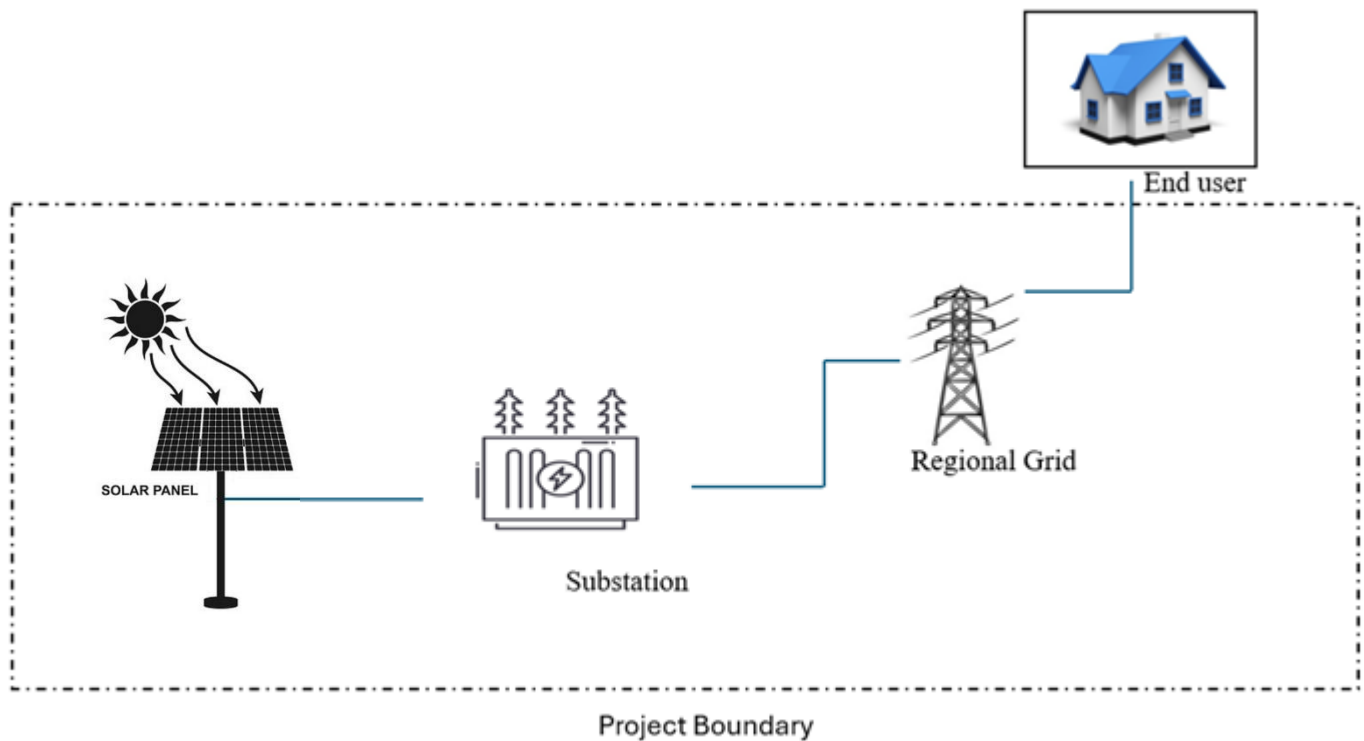 End user
SOLAR PANEL
Regional Grid
Substation
Project Boundary